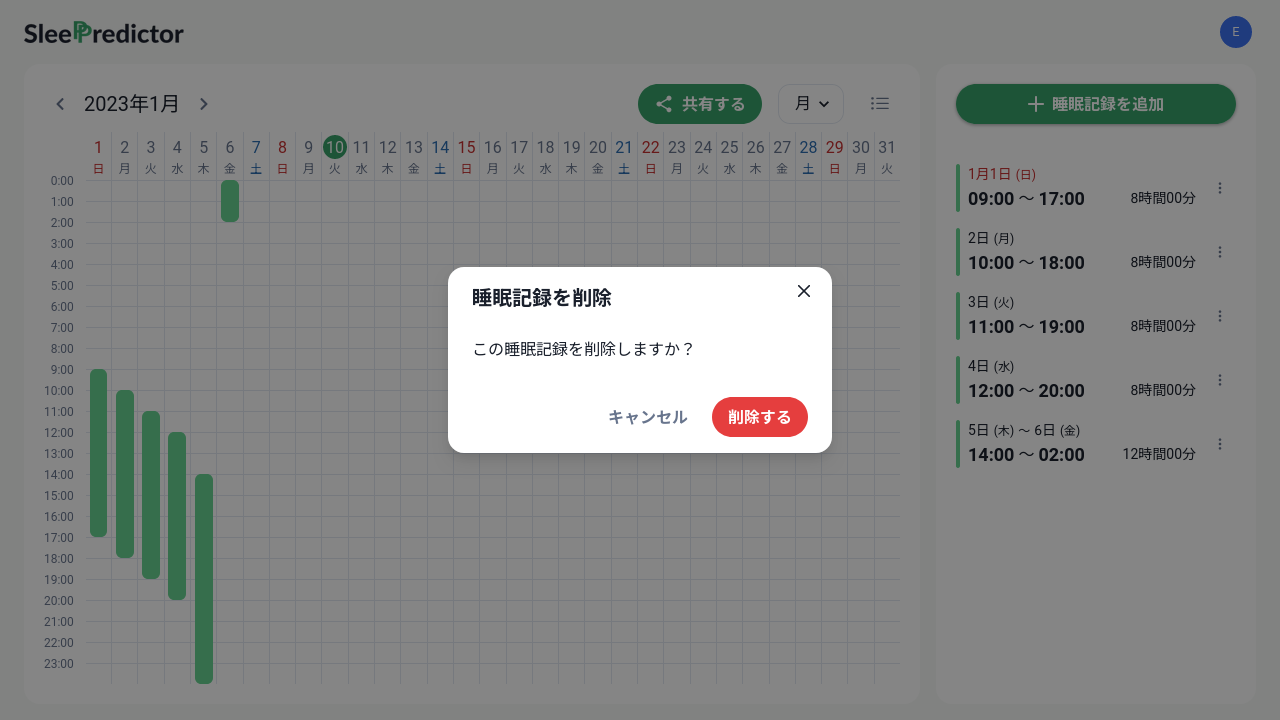 SleePredictor
E
2023年1月
共有する
月
睡眠記録を追加
1 2 3 4 5 6 7 8 9 10 11 12 13 14 15 16 17 18 19 20 21 22 23 24 25 26 27 28 29 30 31
日 月 火 水 木 金 土 日 月 火 水 木 金 土 日 月 火 水 木 金 土 日 月 火 水 木 金 土 日 月 火
0:00
1:00
2:00
3:00
4:00
5:00
6:00
7:00
8:00
9:00
10:00
11:00
12:00
13:00
14:00
15:00
16:00
17:00
18:00
19:00
20:00
21:00
22:00
23:00
睡眠記録を削除
この睡眠記録を削除しますか？
キャンセル
削除する
1月1日 (日)
09:00 〜 17:00 8時間00分
2日 (月)
10:00 〜 18:00 8時間00分
3日 (火)
11:00 〜 19:00 8時間00分
4日 (水)
12:00 〜 20:00 8時間00分
5日 (木) 〜 6日 (金)
14:00 〜 02:00 12時間00分